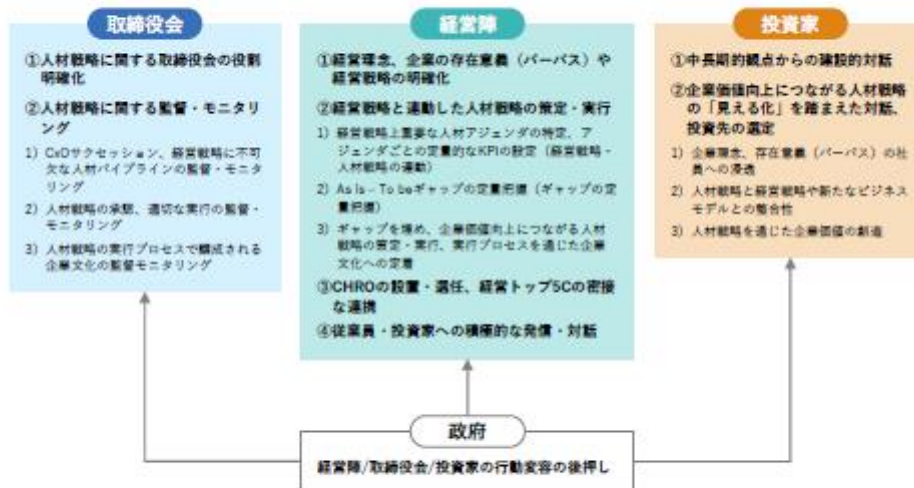 取締役会
①人材戦略に関する取締役会の役割
明確化
②人材戦略に関する監督・モニタリ
ング
1）CxOサクセッション、経営戦略に不可
欠な人材パイプラインの監督・モニタ
リング
2）人材戦略の承認、適切な実行の監督・
モニタリング
3）人材戦略の実行プロセスで醸成される
企業文化の監督モニタリング
経営陣
①経営理念、企業の存在意義（パーパス）や
経営戦略の明確化
②経営戦略と連動した人材戦略の策定・実行
1）経営戦略上重要な人材アジェンダの特定、ア
ジェンダごとの定量的なKPIの設定（経営戦略・
人材戦略の連動）
2）As is – To beギャップの定量把握（ギャップの定
量把握）
3）ギャップを埋め、企業価値向上につながる人材
戦略の策定・実行、実行プロセスを通じた企業
文化への定着
③CHROの設置・選任、経営トップ5Cの密接
な連携
④従業員・投資家への積極的な発信・対話
投資家
①中長期的観点からの建設的対話
②企業価値向上につながる人材戦略
の「見える化」を踏まえた対話、
投資先の選定
1）企業理念、存在意義（パーパス）の社
員への浸透
2）人材戦略と経営戦略や新たなビジネス
モデルとの整合性
3）人材戦略を通じた企業価値の創造
政府
経営陣/取締役会/投資家の行動変容の後押し